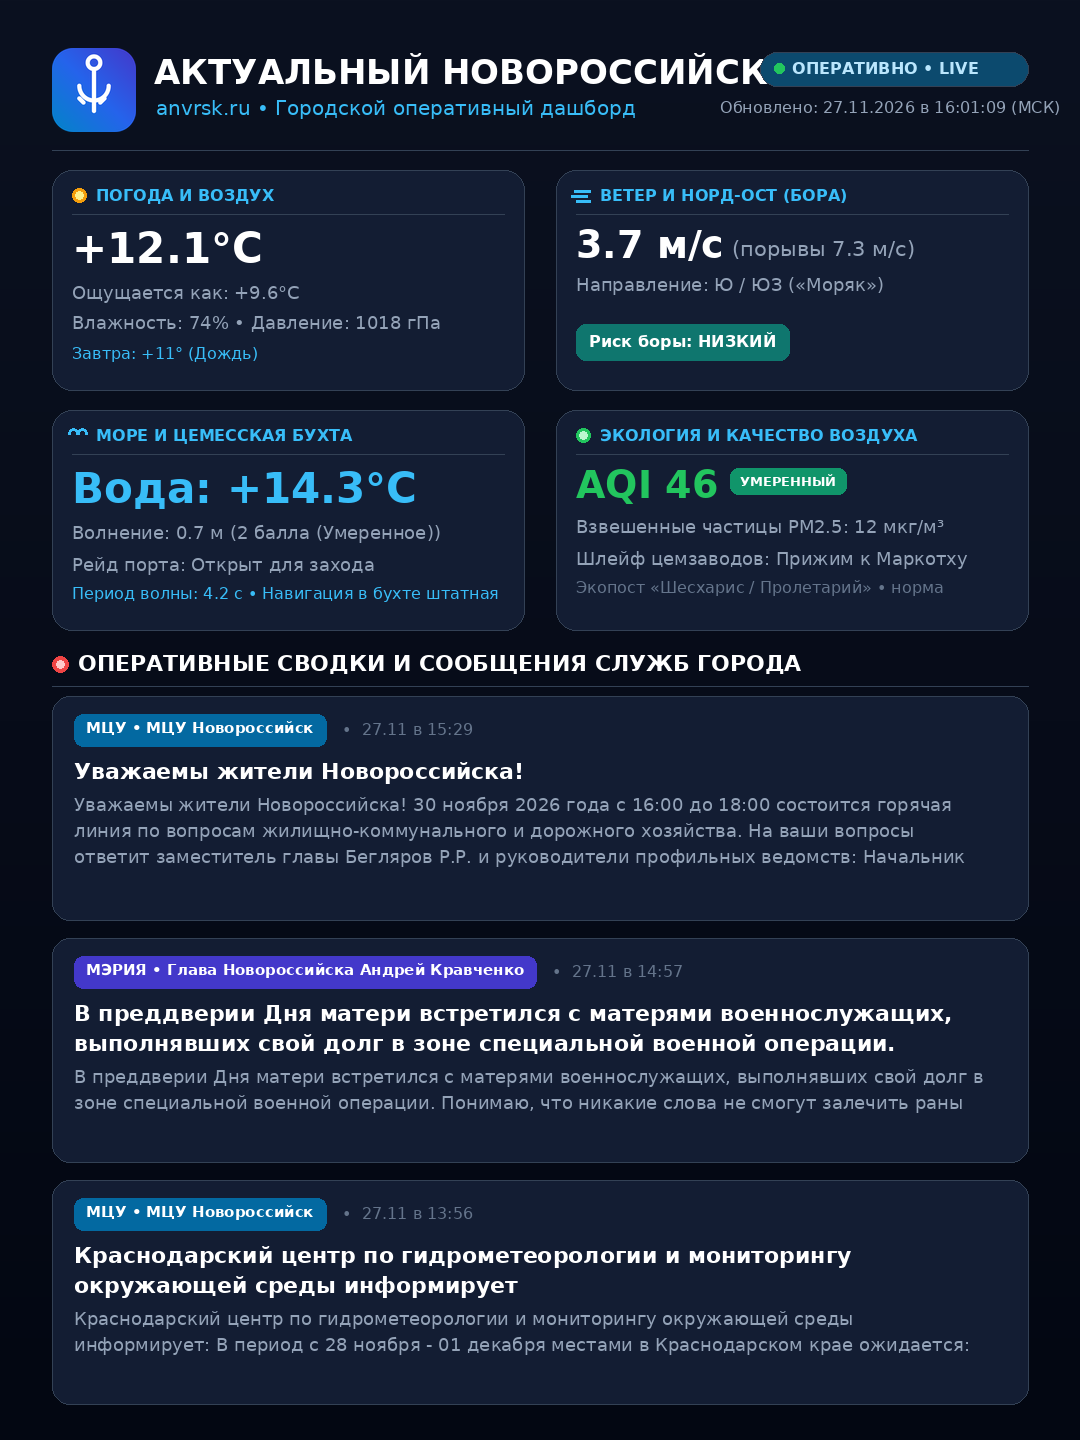 АКТУАЛЬНЫЙ НОВОРОССИЙСК
ОПЕРАТИВНО • LIVE
anvrsk.ru • Городской оперативный дашборд
Обновлено: 27.11.2026 в 16:01:09 (МСК)
ПОГОДА И ВОЗДУХ
+12.1°C
Ощущается как: +9.6°C
Влажность: 74% • Давление: 1018 гПа
Завтра: +11° (Дождь)
ВЕТЕР И НОРД-ОСТ (БОРА)
3.7 м/с (порывы 7.3 м/с)
Направление: Ю / ЮЗ («Моряк»)
Риск боры: НИЗКИЙ
МОРЕ И ЦЕМЕССКАЯ БУХТА
Вода: +14.3°C
Волнение: 0.7 м (2 балла (Умеренное))
Рейд порта: Открыт для захода
Период волны: 4.2 с • Навигация в бухте штатная
ЭКОЛОГИЯ И КАЧЕСТВО ВОЗДУХА
AQI 46 УМЕРЕННЫЙ
Взвешенные частицы PM2.5: 12 мкг/м³
Шлейф цемзаводов: Прижим к Маркотху
Экопост «Шесхарис / Пролетарий» • норма
ОПЕРАТИВНЫЕ СВОДКИ И СООБЩЕНИЯ СЛУЖБ ГОРОДА
МЦУ • МЦУ Новороссийск • 27.11 в 15:29
Уважаемы жители Новороссийска!
Уважаемы жители Новороссийска! 30 ноября 2026 года с 16:00 до 18:00 состоится горячая
линия по вопросам жилищно-коммунального и дорожного хозяйства. На ваши вопросы
ответит заместитель главы Бегляров Р.Р. и руководители профильных ведомств: Начальник
МЭРИЯ • Глава Новороссийска Андрей Кравченко • 27.11 в 14:57
В преддверии Дня матери встретился с матерями военнослужащих,
выполнявших свой долг в зоне специальной военной операции.
В преддверии Дня матери встретился с матерями военнослужащих, выполнявших свой долг в
зоне специальной военной операции. Понимаю, что никакие слова не смогут залечить раны
МЦУ • МЦУ Новороссийск • 27.11 в 13:56
Краснодарский центр по гидрометеорологии и мониторингу
окружающей среды информирует
Краснодарский центр по гидрометеорологии и мониторингу окружающей среды
информирует: В период с 28 ноября - 01 декабря местами в Краснодарском крае ожидается: